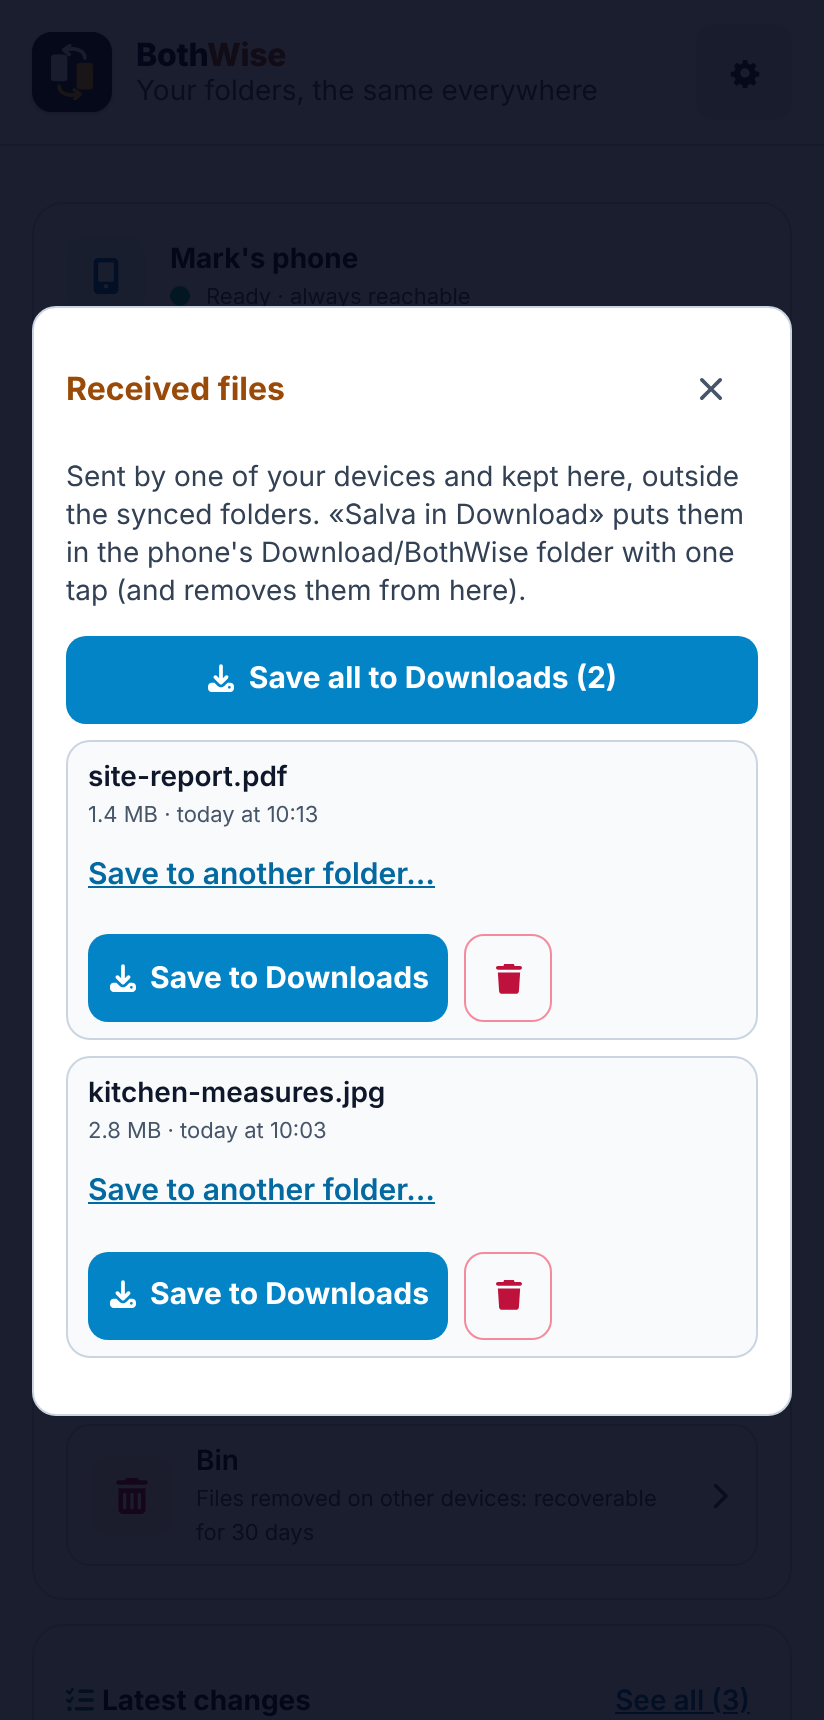 BothWise
Your folders, the same everywhere
Mark's phone
Ready · always reachable
Received files
Sent by one of your devices and kept here, outside
the synced folders. «Salva in Download» puts them
in the phone's Download/BothWise folder with one
tap (and removes them from here).
Save all to Downloads (2)
site-report.pdf
1.4 MB · today at 10:13
Save to another folder...
Save to Downloads
kitchen-measures.jpg
2.8 MB · today at 10:03
Save to another folder...
Save to Downloads
Bin
Files removed on other devices: recoverable
for 30 days
Latest changes
See all (3)